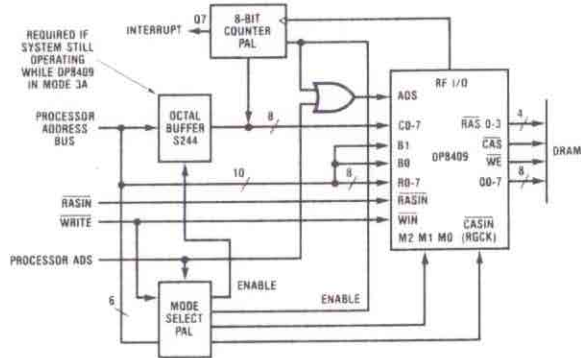 Q7
INTERRUPT
8-BIT
COUNTER
PAL
REQUIRED IF
SYSTEM STILL
OPERATING
WHILE DP8409
IN MODE 3A
PROCESSOR
ADDRESS
BUS
OCTAL
BUFFER
S244
8
10
8
RASIN
WRITE
PROCESSOR ADS
ENABLE
ENABLE
6
MODE
SELECT
PAL
RF I/O
ADS
C0-7
B1
B0
R0-7
RASIN
WIN
DP8409
RAS 0-3
CAS
WE
Q0-7
CASIN
(RGCK)
M2 M1 M0
4
8
DRAM